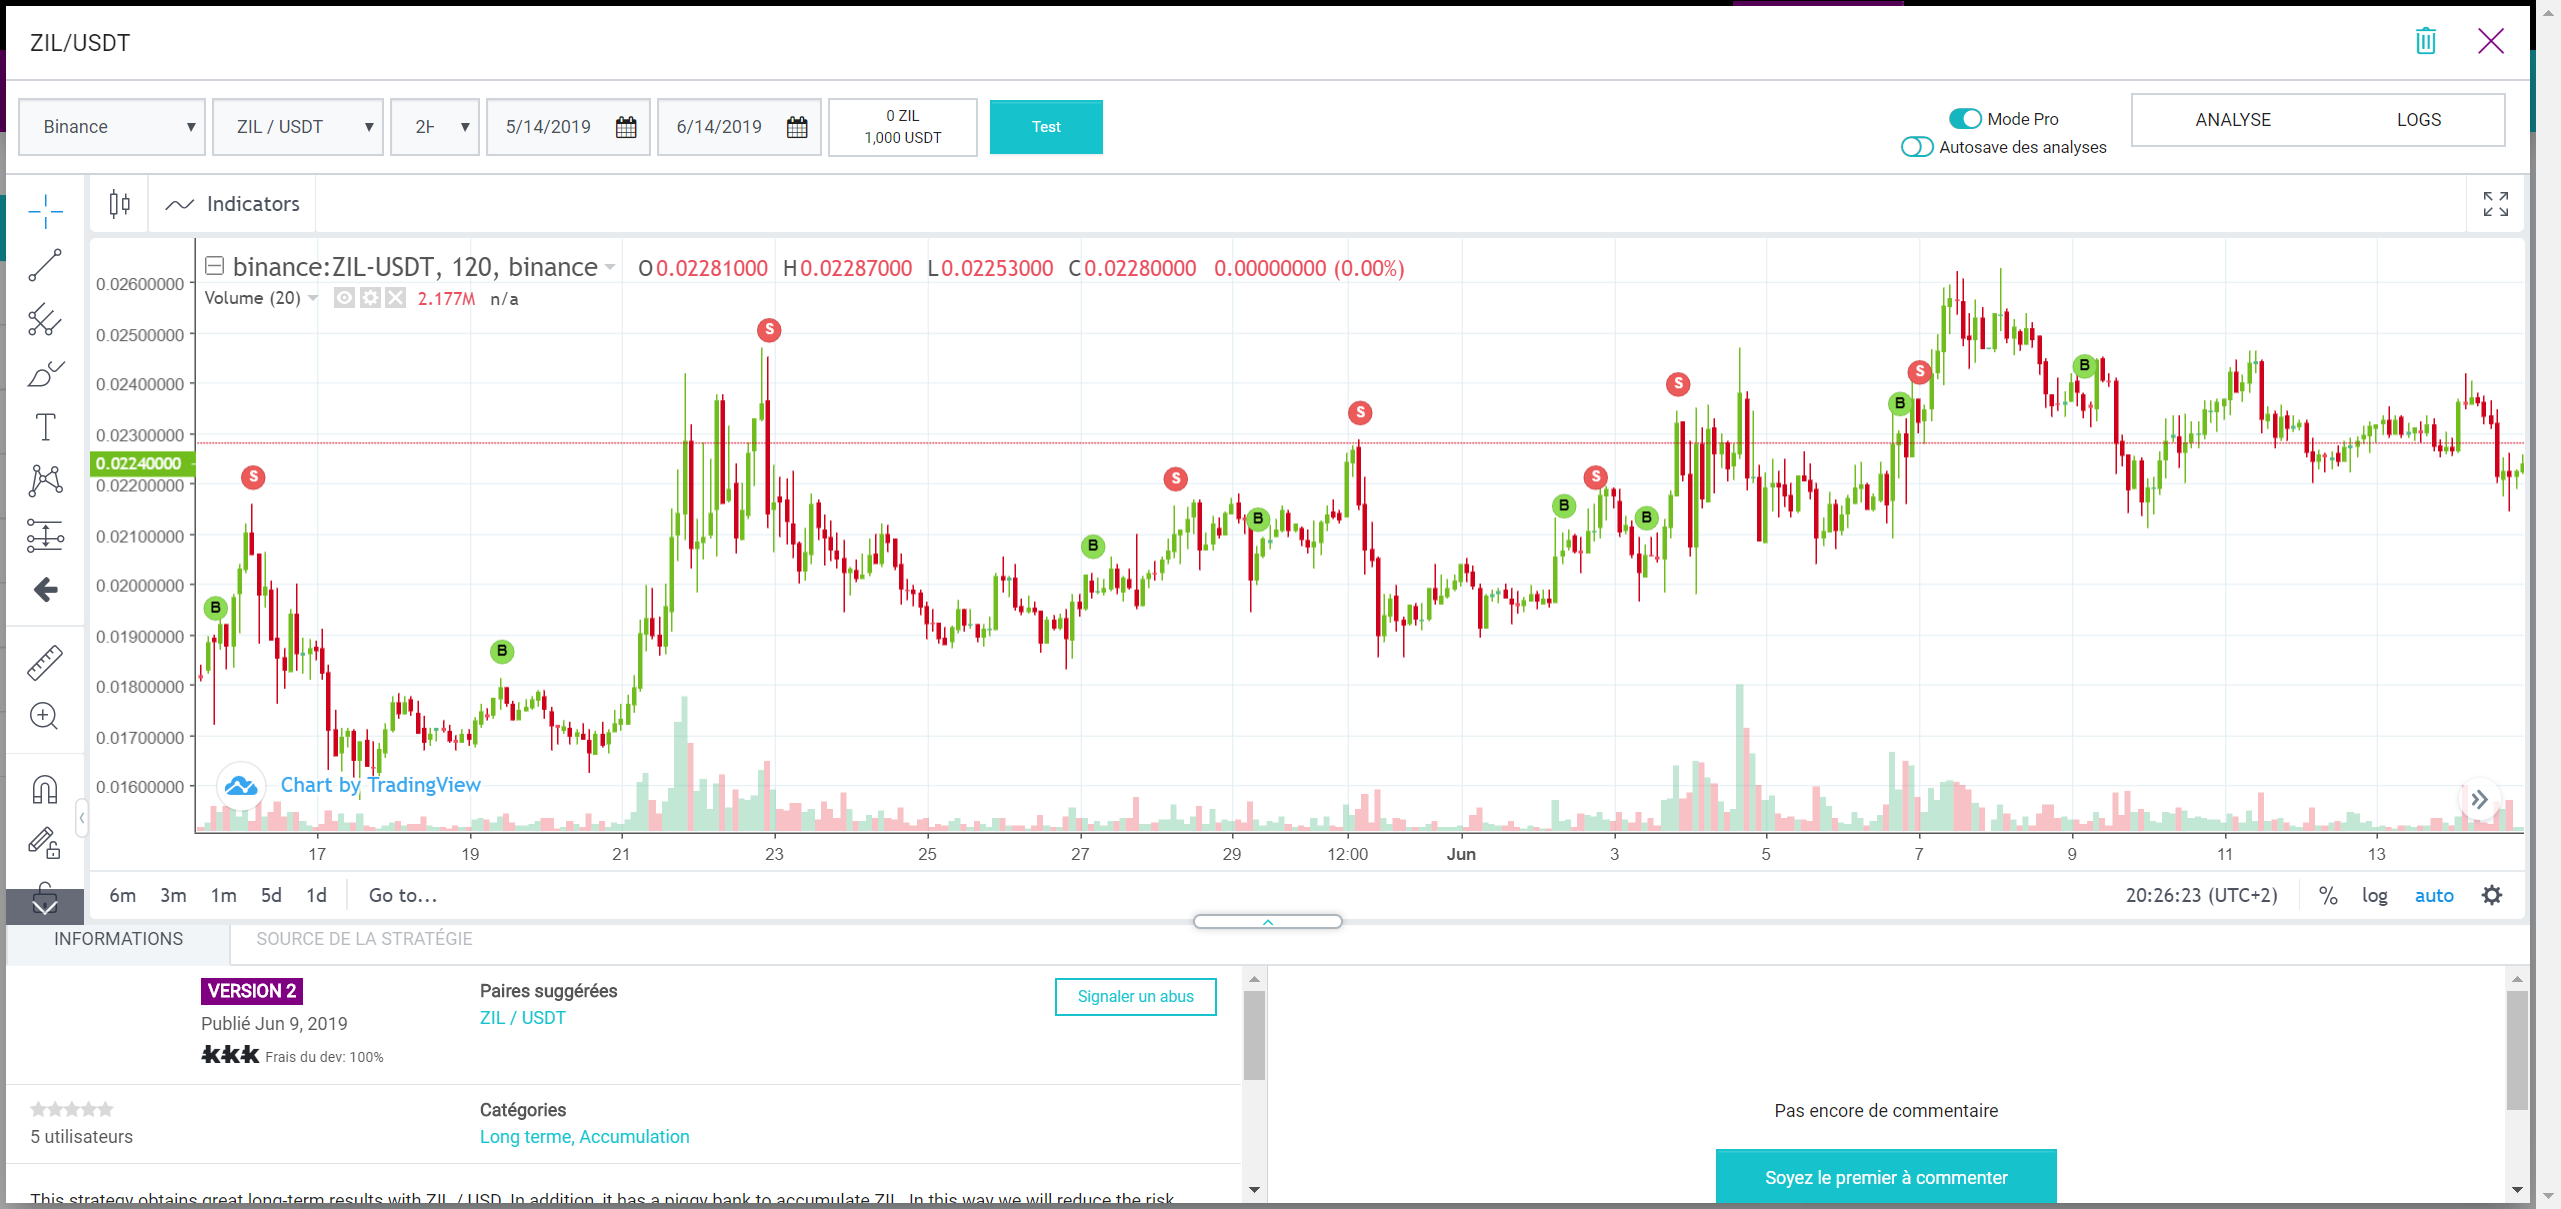 ZIL/USDT
Binance ZIL / USDT 2H 5/14/2019 6/14/2019
0 ZIL
1,000 USDT
Test
Mode Pro
Autosave des analyses
ANALYSE LOGS
Indicators
binance:ZIL-USDT, 120, binance O0.02281000 H0.02287000 L0.02253000 C0.02280000 0.00000000 (0.00%)
Volume (20) 2.177M n/a
0.02600000
0.02500000
0.02400000
0.02300000
0.02240000
0.02200000
0.02100000
0.02000000
0.01900000
0.01800000
0.01700000
0.01600000
B S B S B S B S B S B S B S B
Chart by TradingView
17 19 21 23 25 27 29 12:00 Jun 3 5 7 9 11 13
6m 3m 1m 5d 1d Go to... 20:26:23 (UTC+2) % log auto
INFORMATIONS SOURCE DE LA STRATÉGIE
VERSION 2
Publié Jun 9, 2019
Frais du dev: 100%
Paires suggérées
ZIL / USDT
Signaler un abus
5 utilisateurs
Catégories
Long terme, Accumulation
This strategy obtains great long-term results with ZIL / USD. In addition, it has a piggy bank to accumulate ZIL. In this way we will reduce the risk
Pas encore de commentaire
Soyez le premier à commenter